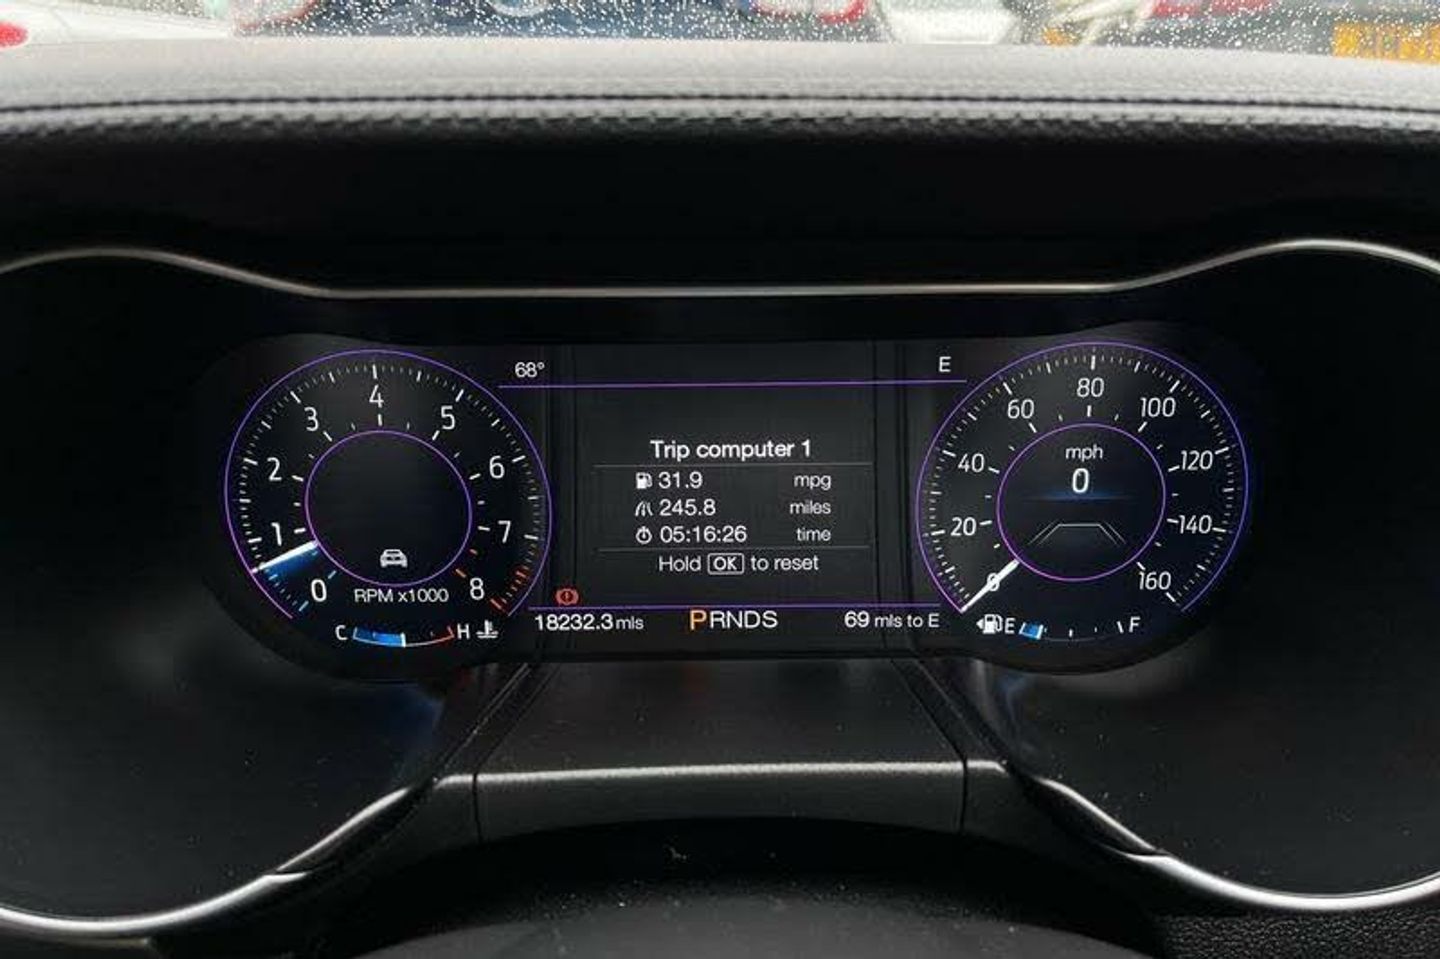 68°
E
Trip computer 1
31.9 mpg
245.8 miles
05:16:26 time
Hold OK to reset
0 1 2 3 4 5 6 7 8
RPM x1000
C H
18232.3 mls
PRNDS
69 mls to E
0 20 40 60 80 100 120 140 160
mph
0
E F